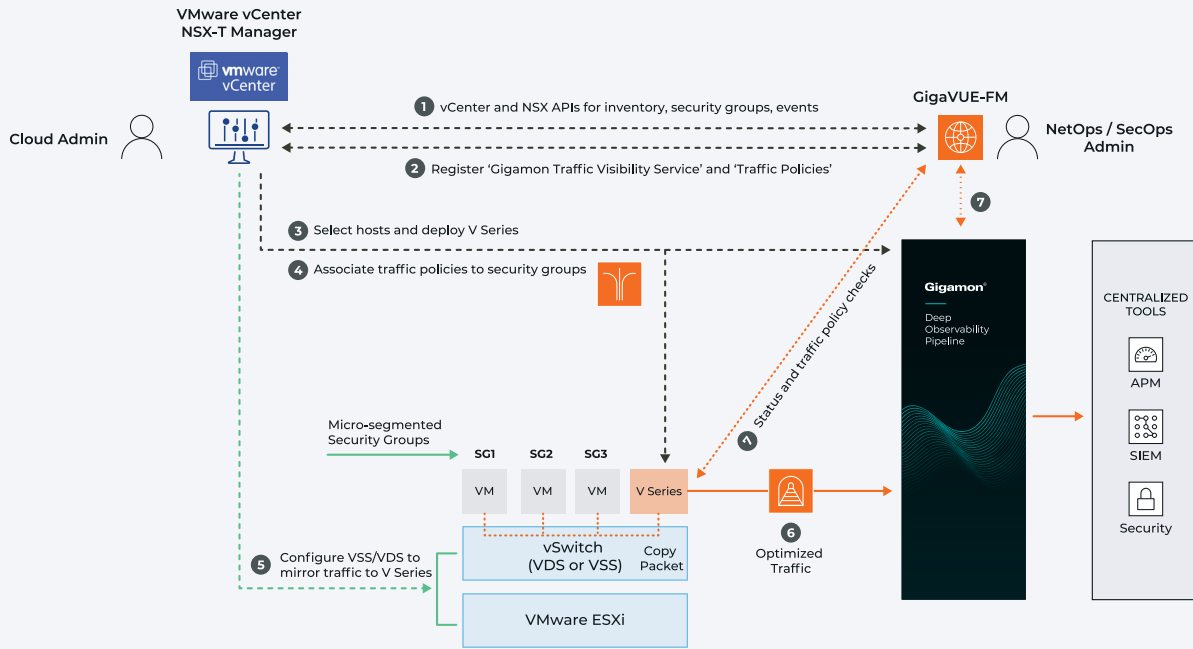 VMware vCenter
NSX-T Manager
vmware®
vCenter
Cloud Admin
1 vCenter and NSX APIs for inventory, security groups, events
GigaVUE-FM
NetOps / SecOps
Admin
2 Register ‘Gigamon Traffic Visibility Service’ and ‘Traffic Policies’
7
3 Select hosts and deploy V Series
4 Associate traffic policies to security groups
7 Status and traffic policy checks
Gigamon®
Deep
Observability
Pipeline
CENTRALIZED
TOOLS
APM
SIEM
Security
Micro-segmented
Security Groups
SG1 SG2 SG3
VM VM VM V Series
6
Optimized
Traffic
5 Configure VSS/VDS to
mirror traffic to V Series
vSwitch
(VDS or VSS)
Copy
Packet
VMware ESXi